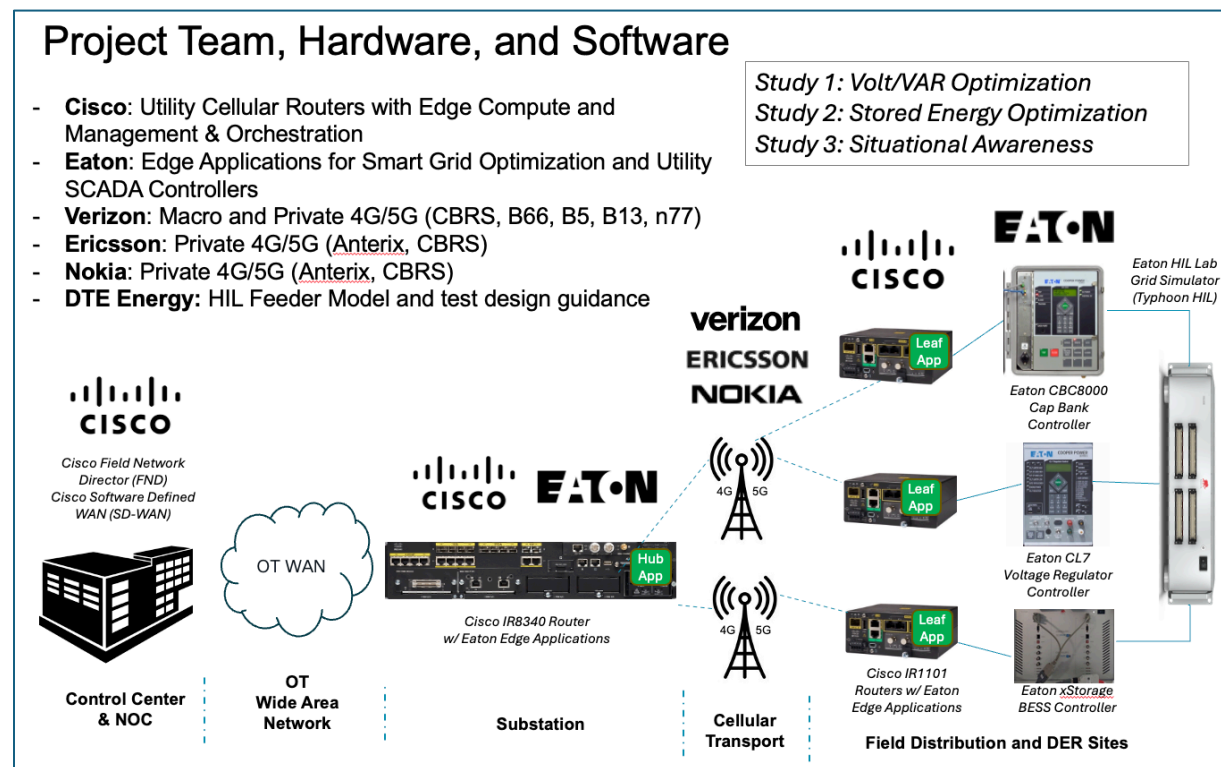 Project Team, Hardware, and Software
Study 1: Volt/VAR Optimization
Study 2: Stored Energy Optimization
Study 3: Situational Awareness
- Cisco: Utility Cellular Routers with Edge Compute and
Management & Orchestration
- Eaton: Edge Applications for Smart Grid Optimization and Utility
SCADA Controllers
- Verizon: Macro and Private 4G/5G (CBRS, B66, B5, B13, n77)
- Ericsson: Private 4G/5G (Anterix, CBRS)
- Nokia: Private 4G/5G (Anterix, CBRS)
- DTE Energy: HIL Feeder Model and test design guidance
CISCO
EATON
Eaton HIL Lab
Grid Simulator
(Typhoon HIL)
verizon
ERICSSON
NOKIA
Leaf
App
Eaton CBC8000
Cap Bank
Controller
CISCO
Cisco Field Network
Director (FND)
Cisco Software Defined
WAN (SD-WAN)
OT WAN
CISCO
EATON
Hub
App
Cisco IR8340 Router
w/ Eaton Edge Applications
4G 5G
Leaf
App
COOPER POWER
Eaton CL7
Voltage Regulator
Controller
4G 5G
Leaf
App
Cisco IR1101
Routers w/ Eaton
Edge Applications
Eaton xStorage
BESS Controller
Control Center
& NOC
OT
Wide Area
Network
Substation
Cellular
Transport
Field Distribution and DER Sites